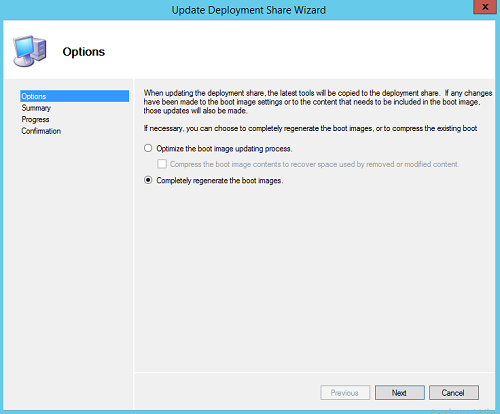 Update Deployment Share Wizard
x
Options
Options
Summary
Progress
Confirmation
When updating the deployment share, the latest tools will be copied to the deployment share. If any changes
have been made to the boot image settings or to the content that needs to be included in the boot image,
those updates will also be made.
If necessary, you can choose to completely regenerate the boot images, or to compress the existing boot
Optimize the boot image updating process.
Compress the boot image contents to recover space used by removed or modified content.
Completely regenerate the boot images.
Previous
Next
Cancel